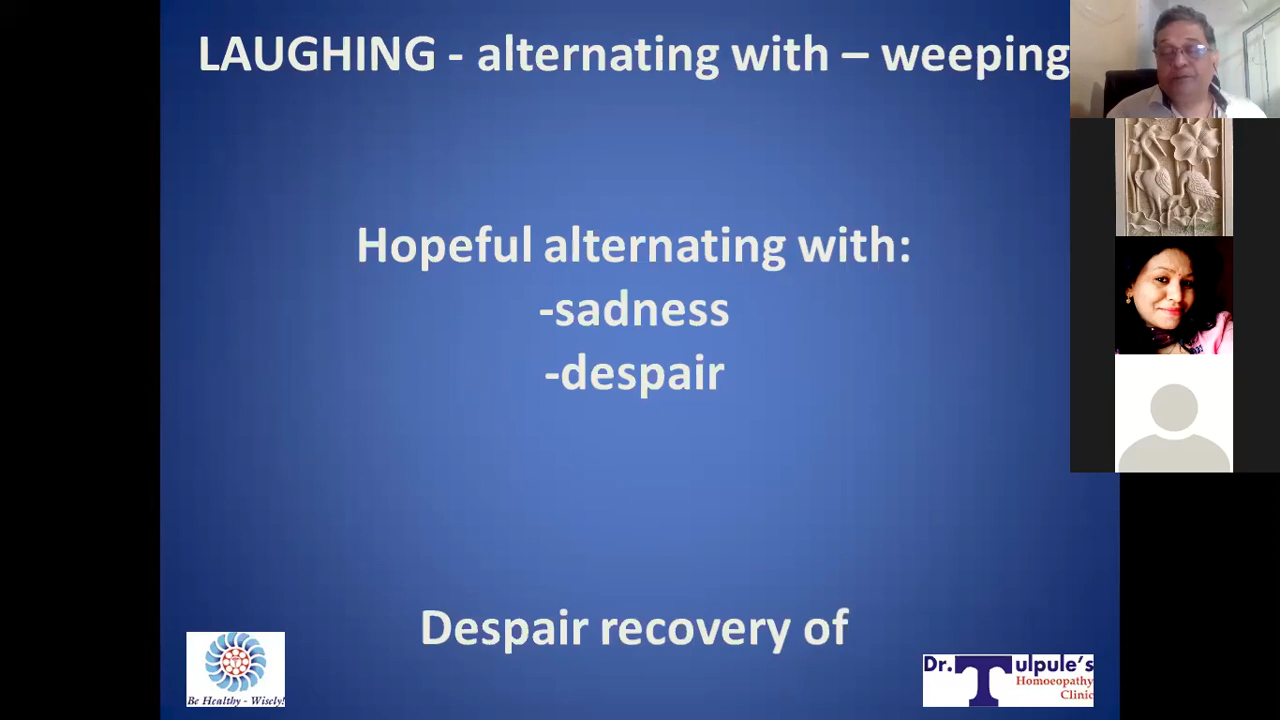 LAUGHING - alternating with – weeping
Hopeful alternating with:
-sadness
-despair
Despair recovery of
Be Healthy - Wisely!
Dr. Tulpule's
Homoeopathy
Clinic